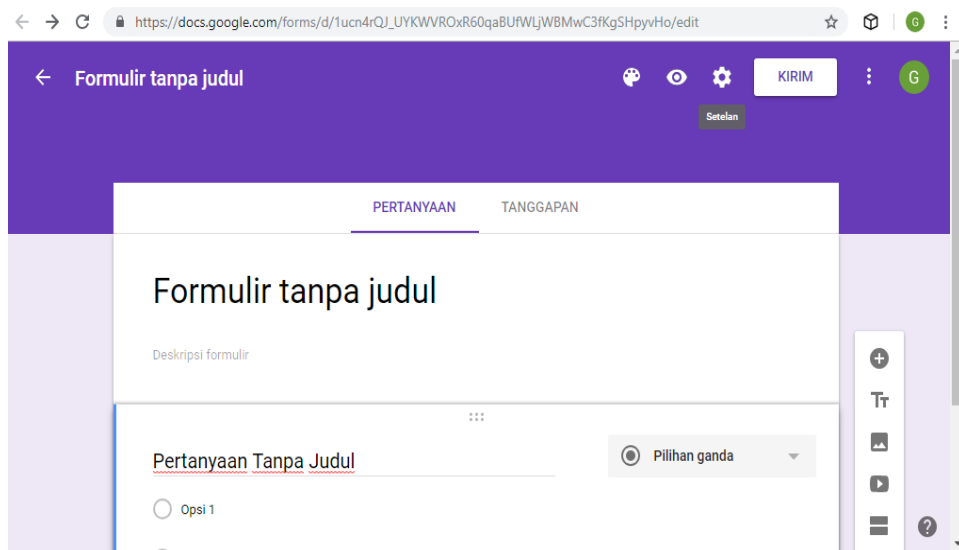 https://docs.google.com/forms/d/1ucn4rQJ_UYKWVROxR60qaBUfWLjWBMwC3fKgSHpyvHo/edit
G
Formulir tanpa judul
KIRIM
G
Setelan
PERTANYAAN TANGGAPAN
Formulir tanpa judul
Deskripsi formulir
Pertanyaan Tanpa Judul
Pilihan ganda
Opsi 1